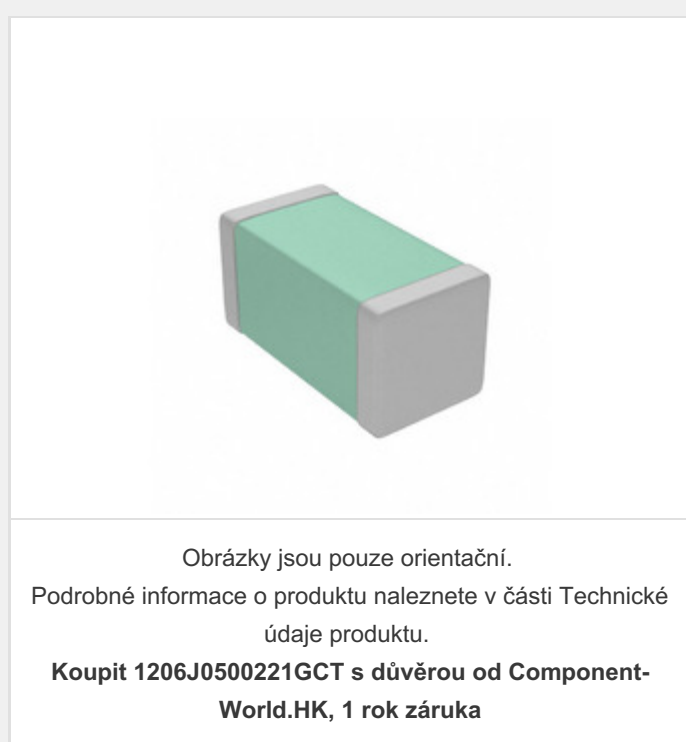 Obrázky jsou pouze orientační.
Podrobné informace o produktu naleznete v části Technické
údaje produktu.
Koupit 1206J0500221GCT s důvěrou od Component-
World.HK, 1 rok záruka